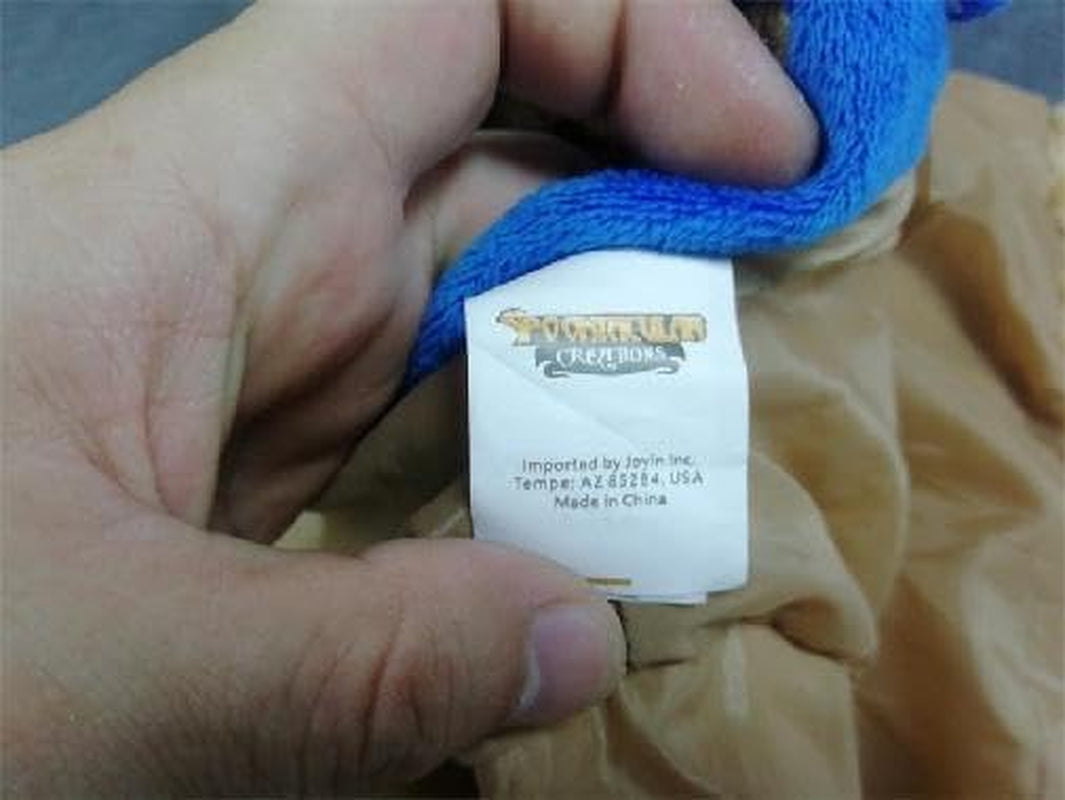 CREATIONS
Imported by Joyin Inc.
Tempe, AZ 85284, USA
Made in China